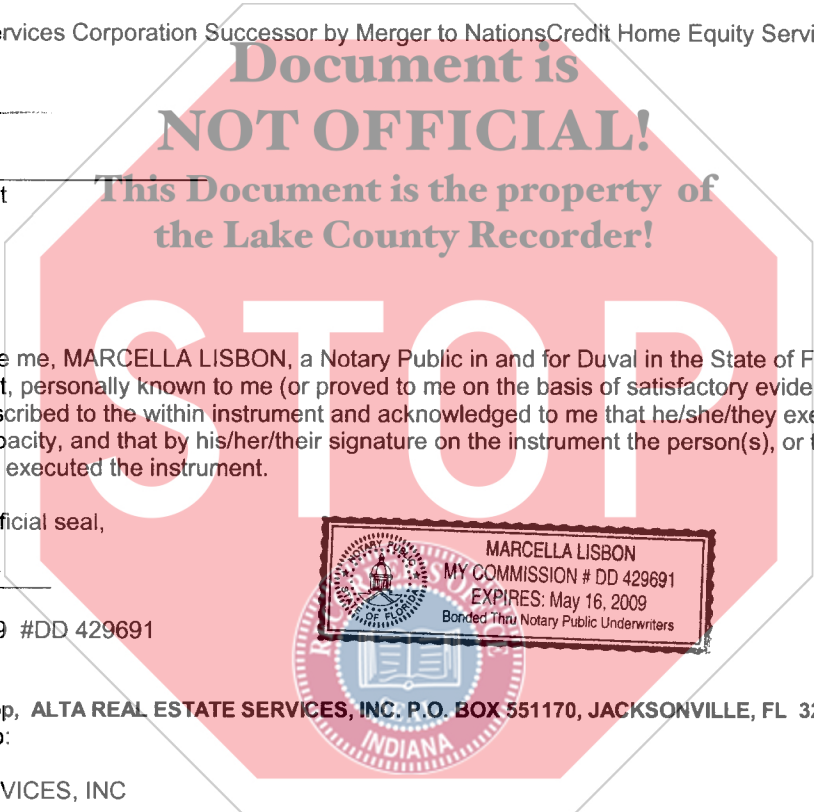 ervices Corporation Successor by Merger to NationsCredit Home Equity Servi
Document is
NOT OFFICIAL!
t
This Document is the property of
the Lake County Recorder!
STOP
e me, MARCELLA LISBON, a Notary Public in and for Duval in the State of F
t, personally known to me (or proved to me on the basis of satisfactory evide
scribed to the within instrument and acknowledged to me that he/she/they exe
pacity, and that by his/her/their signature on the instrument the person(s), or t
executed the instrument.
ficial seal,
NOTARY PUBLIC
STATE OF FLORIDA
MARCELLA LISBON
MY COMMISSION # DD 429691
EXPIRES: May 16, 2009
Bonded Thru Notary Public Underwriters
9 #DD 429691
RECORDER'S OFFICE
SEAL
INDIANA
op, ALTA REAL ESTATE SERVICES, INC. P.O. BOX 551170, JACKSONVILLE, FL 32
o:
VICES, INC